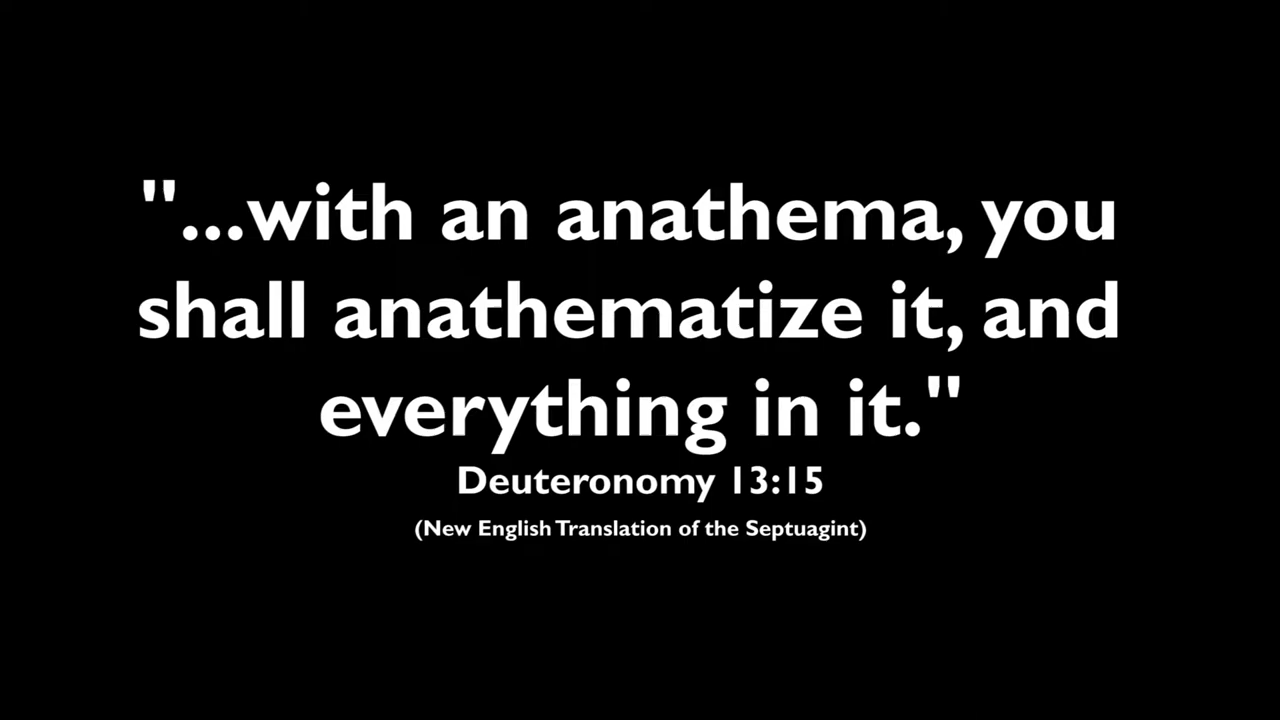 "...with an anathema, you
shall anathematize it, and
everything in it."
Deuteronomy 13:15
(New English Translation of the Septuagint)